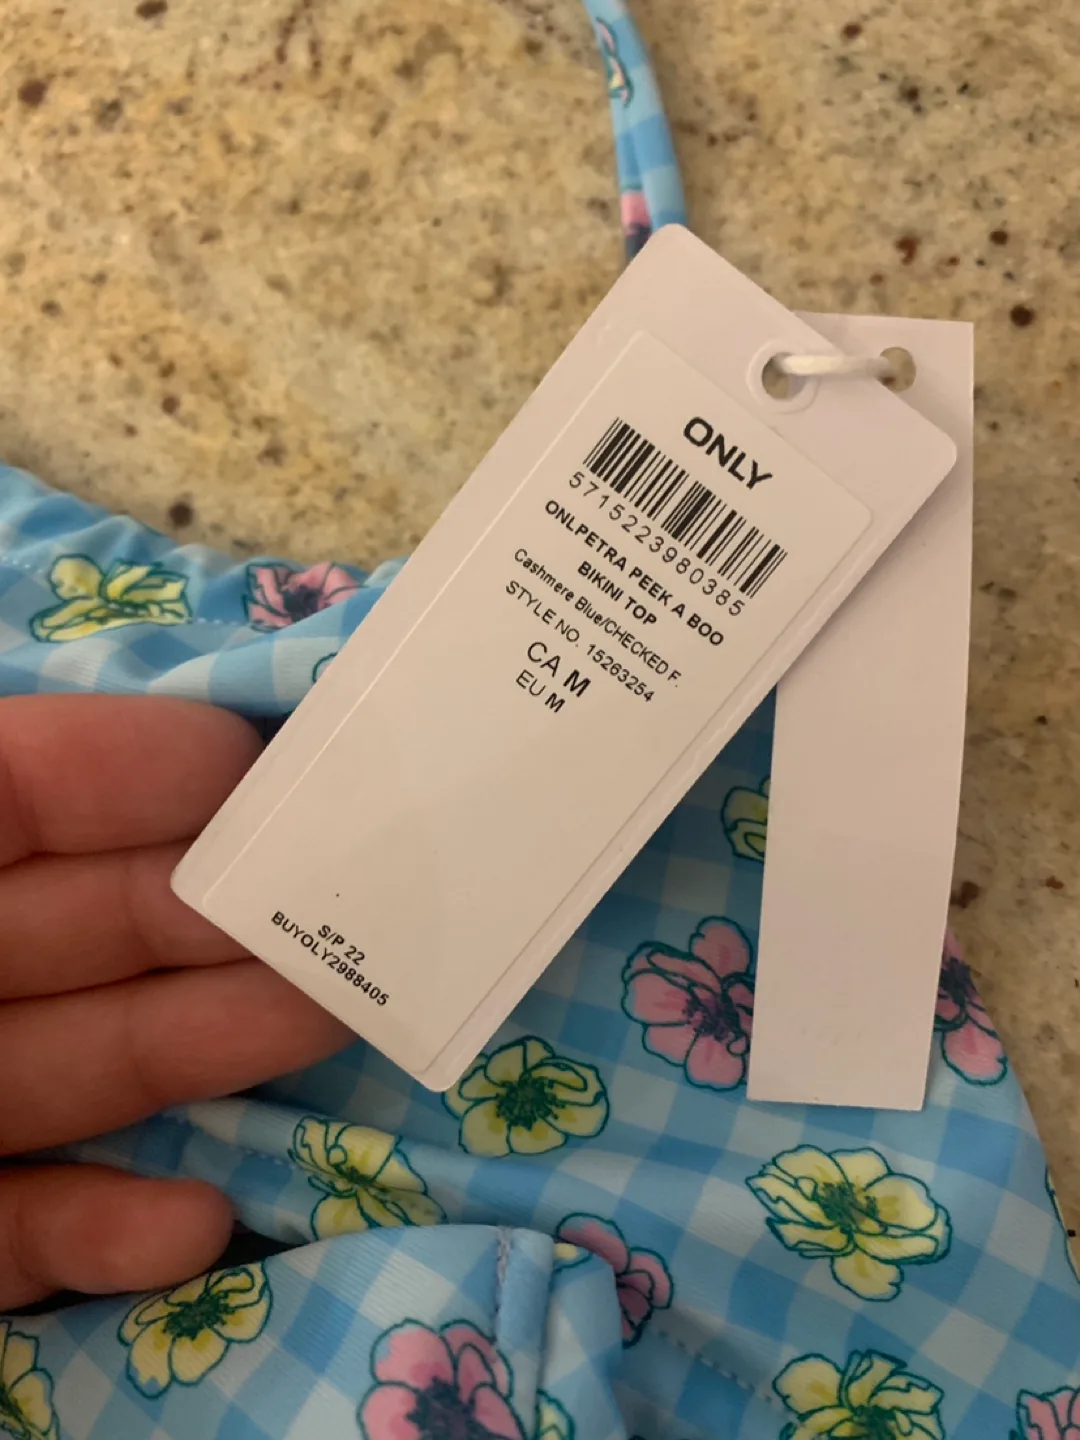 ONLY
5715223980385
ONLPETRA PEEK A BOO
BIKINI TOP
Cashmere Blue/CHECKED F.
STYLE NO. 15263254
CA M
EU M
S/P 22
BUYOLY2988405